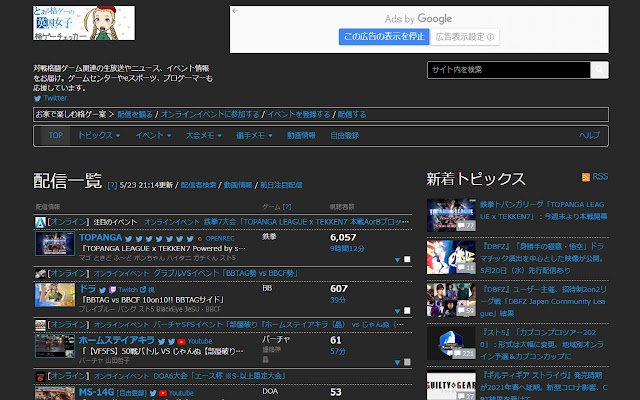 とある格ゲーの
英国女子
格ゲーチェッカー
Ads by Google
この広告の表示を停止
広告表示設定
対戦格闘ゲーム関連の生放送やニュース、イベント情報
をお届け。ゲームセンターやeスポーツ、プロゲーマーも
応援しています。
Twitter
サイト内を検索
お家で楽しむ格ゲー業 > 配信を観る / オンラインイベントに参加する / イベントを登録する / 配信する
TOP トピックス イベント 大会メモ 選手メモ 動画情報 自由登録 ヘルプ
配信一覧 [?] 5/23 21:14更新 / 配信者検索 / 動画情報 / 前日注目配信
配信情報 ゲーム [?] 視聴者数
[オンライン] 注目のイベント オンラインイベント 鉄拳7大会「TOPANGA LEAGUE x TEKKEN7 本戦AorBブロッ…
TOPANGA OPENREC 鉄拳 6,057
「TOPANGA LEAGUE x TEKKEN7 Powered by s… 9時間12分
マゴ ときど ふ～ど ボンちゃん ハイタニ ガチくん スト5
[オンライン] オンラインイベント グラブルVSイベント「BBTAG勢 vs BBCF勢」
ドラ Twitch BB 607
「BBTAG vs BBCF 10on10!! BBTAGサイド」 39分
ブレイブルー バング スト5 BlackEye JeSU - BBCF
[オンライン] オンラインイベント バーチャ5FSイベント「部屋破り『ホームステイアキラ（晶） vs じゃんぬ（…
ホームステイアキラ Youtube バーチャ 61
「【VF5FS】50戦バトル VS じゃんぬ【部屋破り… 57分
バーチャ 山田哲子 晶
[オンライン] オンラインイベント DOA6大会「エース杯 ※S-以上限定大会」
MS-14G [自由登録] Youtube DOA 53
新着トピックス RSS
鉄拳トパンガリーグ「TOPANGA LEAG
UE x TEKKEN7」：今週末より本戦開幕
27
『DBFZ』「身勝手の極意・悟空」ドラ
マチック演出を中心とした映像が公開。
5月20日（水）先行配信あり
11
『DBFZ』ユーザー主催、招待制2on2リ
ーグ戦「DBFZ Japan Community Lea
gue」結果
59
『スト5』「カプコンプロツアー202
0」：形式は大幅に変更、地域別オンラ
イン予選＆カプコンカップに
221
『ギルティギア ストライヴ』発売時期
が2021年春へ延期。新型コロナ影響、C
GUILTY GEAR